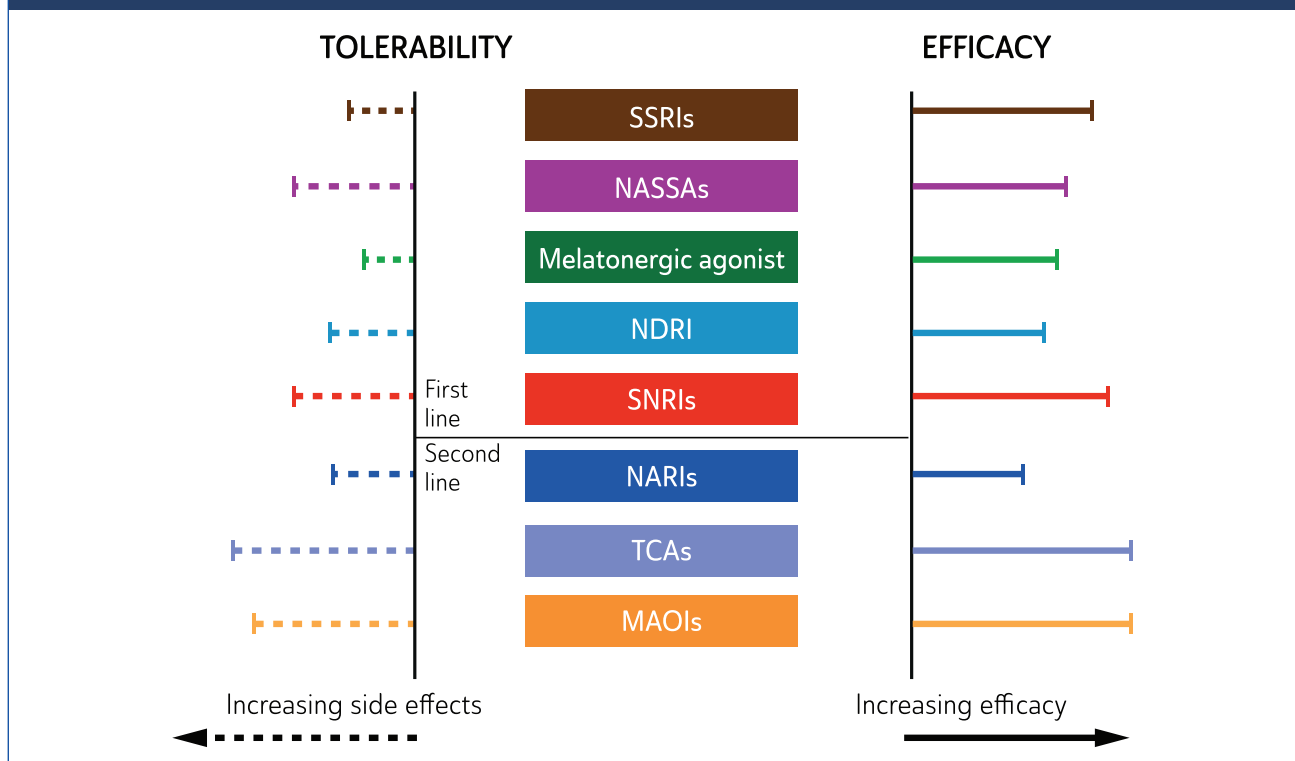 TOLERABILITY
EFFICACY
SSRIs
NASSAs
Melatonergic agonist
NDRI
First
line
SNRIs
Second
line
NARIs
TCAs
MAOIs
Increasing side effects
Increasing efficacy